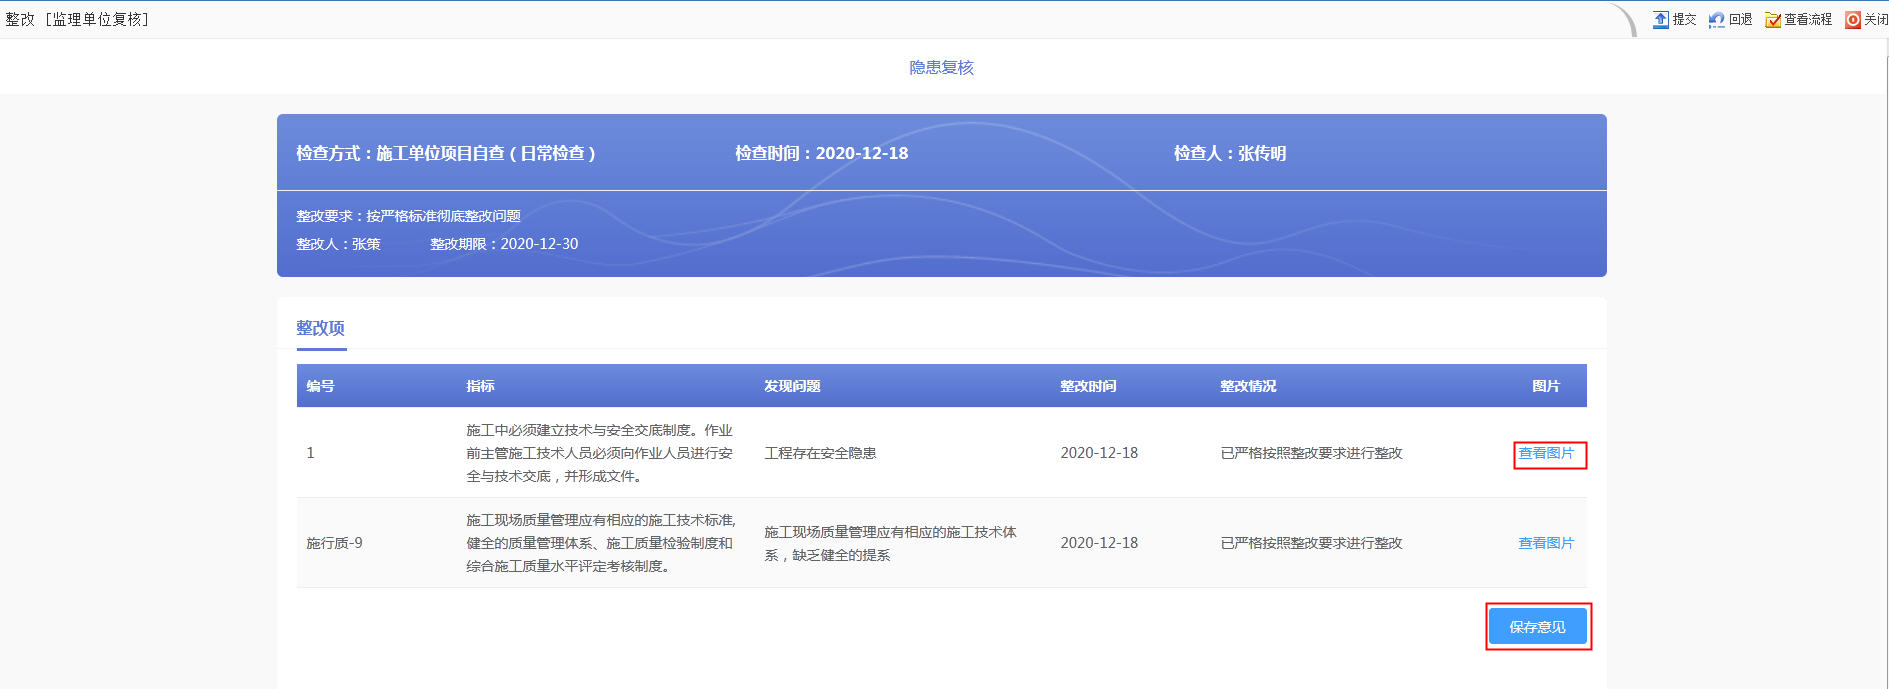 整改 [监理单位复核]
提交 回退 查看流程 关闭
隐患复核
检查方式：施工单位项目自查（日常检查） 检查时间：2020-12-18 检查人：张传明
整改要求：按严格标准彻底整改问题
整改人：张策 整改期限：2020-12-30
整改项
编号 指标 发现问题 整改时间 整改情况 图片
1
施工中必须建立技术与安全交底制度。作业
前主管施工技术人员必须向作业人员进行安
全与技术交底，并形成文件。
工程存在安全隐患
2020-12-18
已严格按照整改要求进行整改
查看图片
施行质-9
施工现场质量管理应有相应的施工技术标准,
健全的质量管理体系、施工质量检验制度和
综合施工质量水平评定考核制度。
施工现场质量管理应有相应的施工技术体
系，缺乏健全的提系
2020-12-18
已严格按照整改要求进行整改
查看图片
保存意见